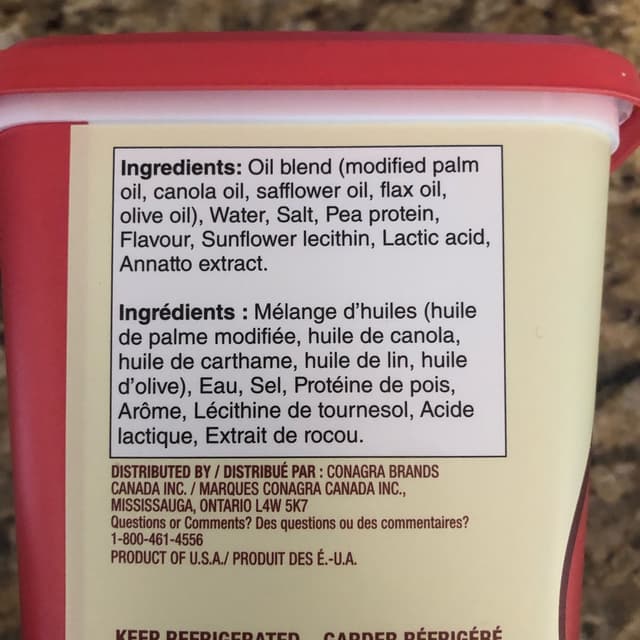 Ingredients: Oil blend (modified palm
oil, canola oil, safflower oil, flax oil,
olive oil), Water, Salt, Pea protein,
Flavour, Sunflower lecithin, Lactic acid,
Annatto extract.
Ingrédients : Mélange d'huiles (huile
de palme modifiée, huile de canola,
huile de carthame, huile de lin, huile
d'olive), Eau, Sel, Protéine de pois,
Arôme, Lécithine de tournesol, Acide
lactique, Extrait de rocou.
DISTRIBUTED BY / DISTRIBUÉ PAR : CONAGRA BRANDS
CANADA INC. / MARQUES CONAGRA CANADA INC.,
MISSISSAUGA, ONTARIO L4W 5K7
Questions or Comments? Des questions ou des commentaires?
1-800-461-4556
PRODUCT OF U.S.A./ PRODUIT DES É.-U.A.
KEEP REFRIGERATED GARDER RÉFRIGÉRÉ